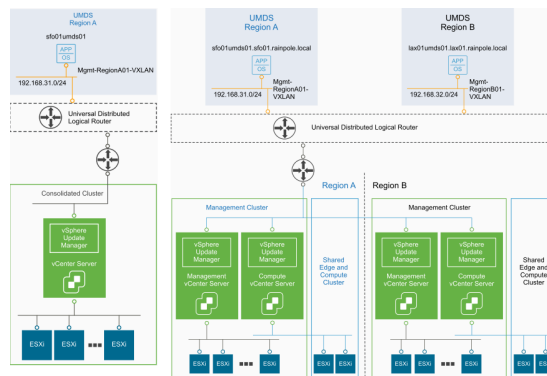 UMDS
Region A
sfo01umds01
APP
OS
Mgmt-RegionA01-
VXLAN
192.168.31.0/24
Universal Distributed
Logical Router
Consolidated Cluster
vSphere
Update
Manager
vCenter Server
ESXi
ESXi
ESXi
UMDS
Region A
sfo01umds01.sfo01.rainpole.local
APP
OS
Mgmt-
RegionA01-
VXLAN
192.168.31.0/24
UMDS
Region B
lax01umds01.lax01.rainpole.local
APP
OS
Mgmt-
RegionB01-
VXLAN
192.168.32.0/24
Universal Distributed Logical Router
Region A
Region B
Management Cluster
vSphere
Update
Manager
Management
vCenter Server
vSphere
Update
Manager
Compute
vCenter Server
Shared
Edge and
Compute
Cluster
ESXi
ESXi
ESXi
ESXi
ESXi
Management Cluster
vSphere
Update
Manager
Management
vCenter Server
vSphere
Update
Manager
Compute
vCenter Server
Shared
Edge and
Compute
Cluster
ESXi
ESXi
ESXi
ESXi